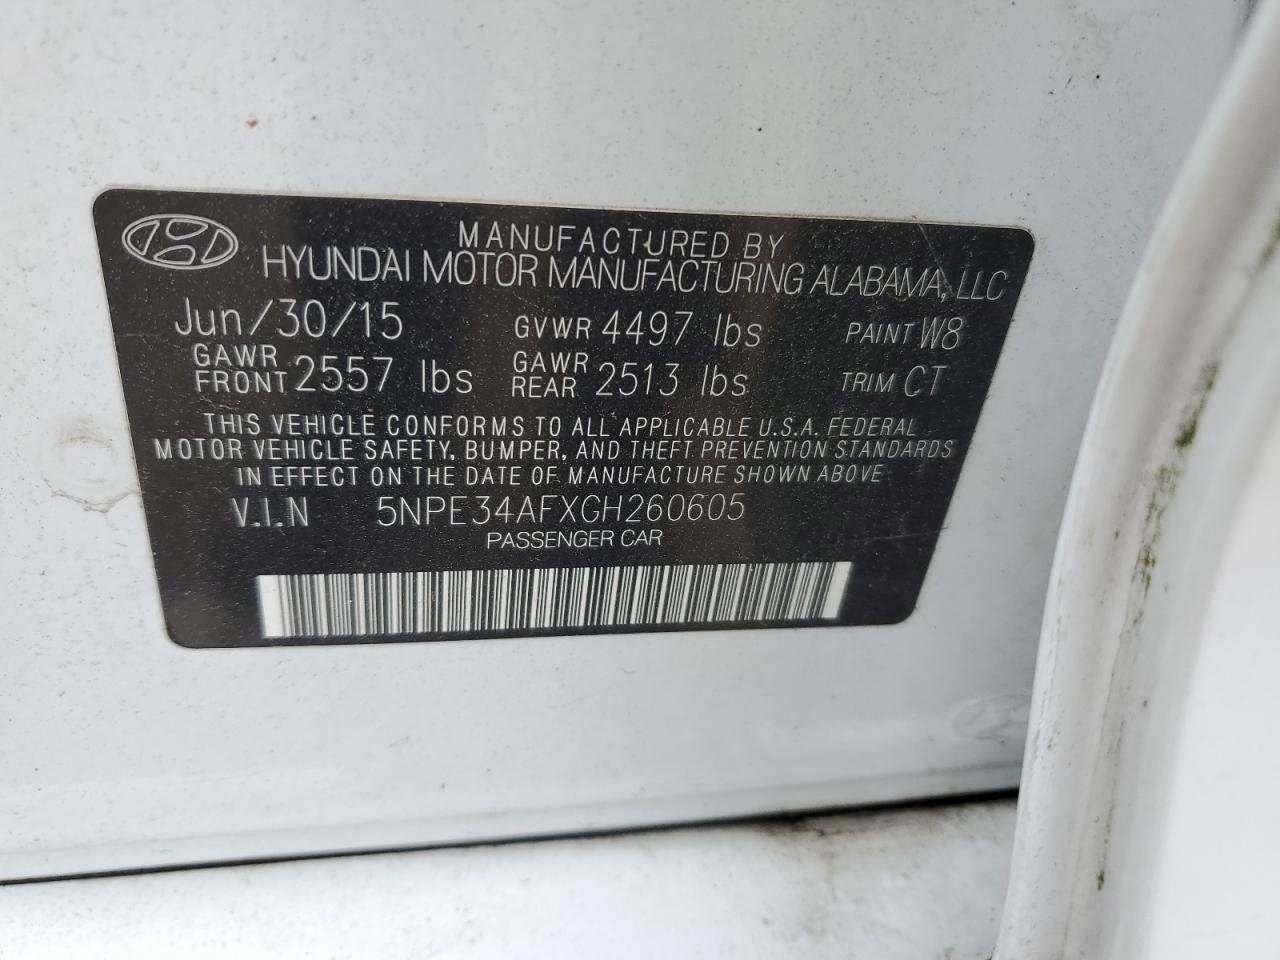 MANUFACTURED BY
HYUNDAI MOTOR MANUFACTURING ALABAMA, LLC
Jun/30/15 GVWR 4497 lbs PAINT W8
GAWR FRONT 2557 lbs GAWR REAR 2513 lbs TRIM CT
THIS VEHICLE CONFORMS TO ALL APPLICABLE U.S.A. FEDERAL
MOTOR VEHICLE SAFETY, BUMPER, AND THEFT PREVENTION STANDARDS
IN EFFECT ON THE DATE OF MANUFACTURE SHOWN ABOVE
V.I.N 5NPE34AFXGH260605
PASSENGER CAR